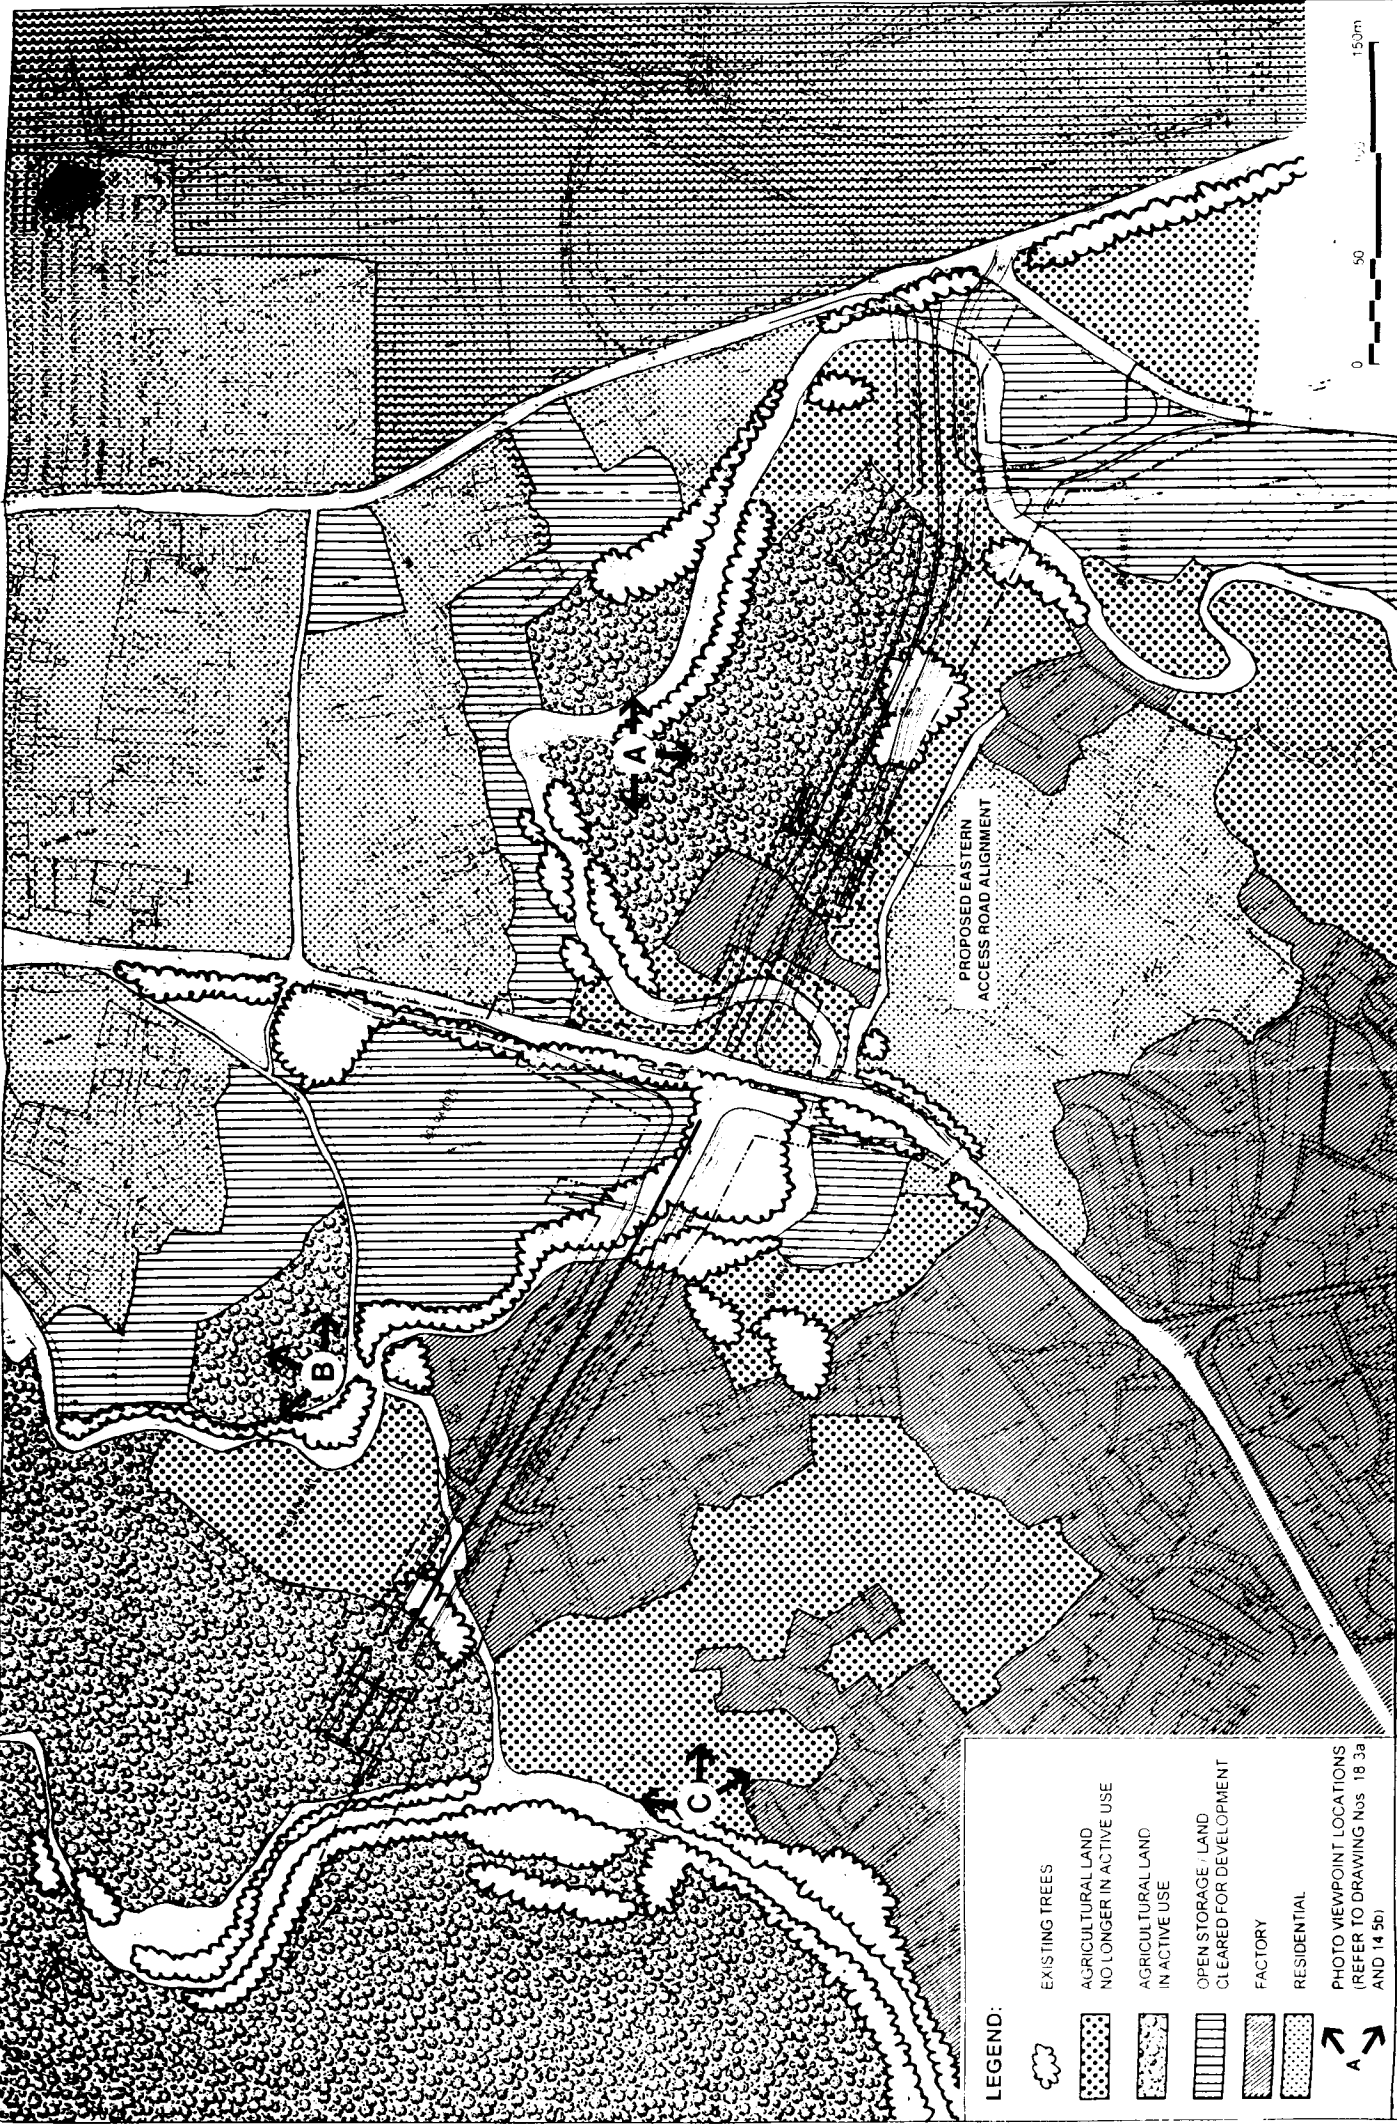 A
B
C
PROPOSED EASTERN
ACCESS ROAD ALIGNMENT
LEGEND:
EXISTING TREES
AGRICULTURAL LAND
NO LONGER IN ACTIVE USE
AGRICULTURAL LAND
IN ACTIVE USE
OPEN STORAGE / LAND
CLEARED FOR DEVELOPMENT
FACTORY
RESIDENTIAL
A
PHOTO VIEWPOINT LOCATIONS
(REFER TO DRAWING Nos 18 3a
AND 14 5b)
0 50 150m